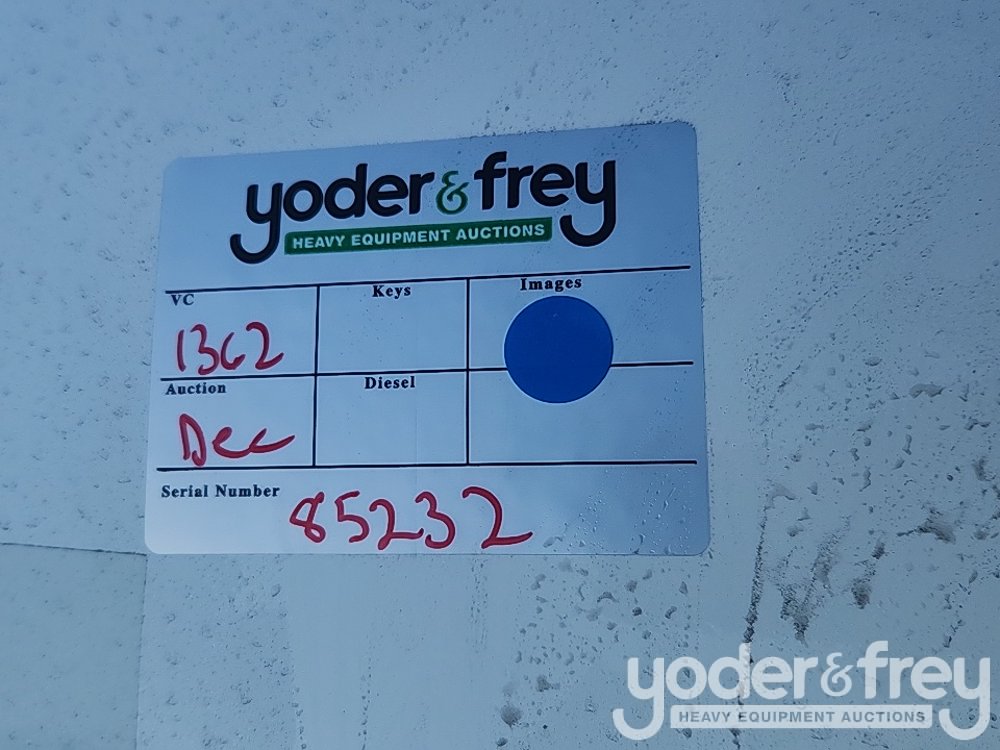 yoder & frey
HEAVY EQUIPMENT AUCTIONS
VC Keys Images
1362
Auction Diesel
Dec
Serial Number 85232
yoder & frey
HEAVY EQUIPMENT AUCTIONS